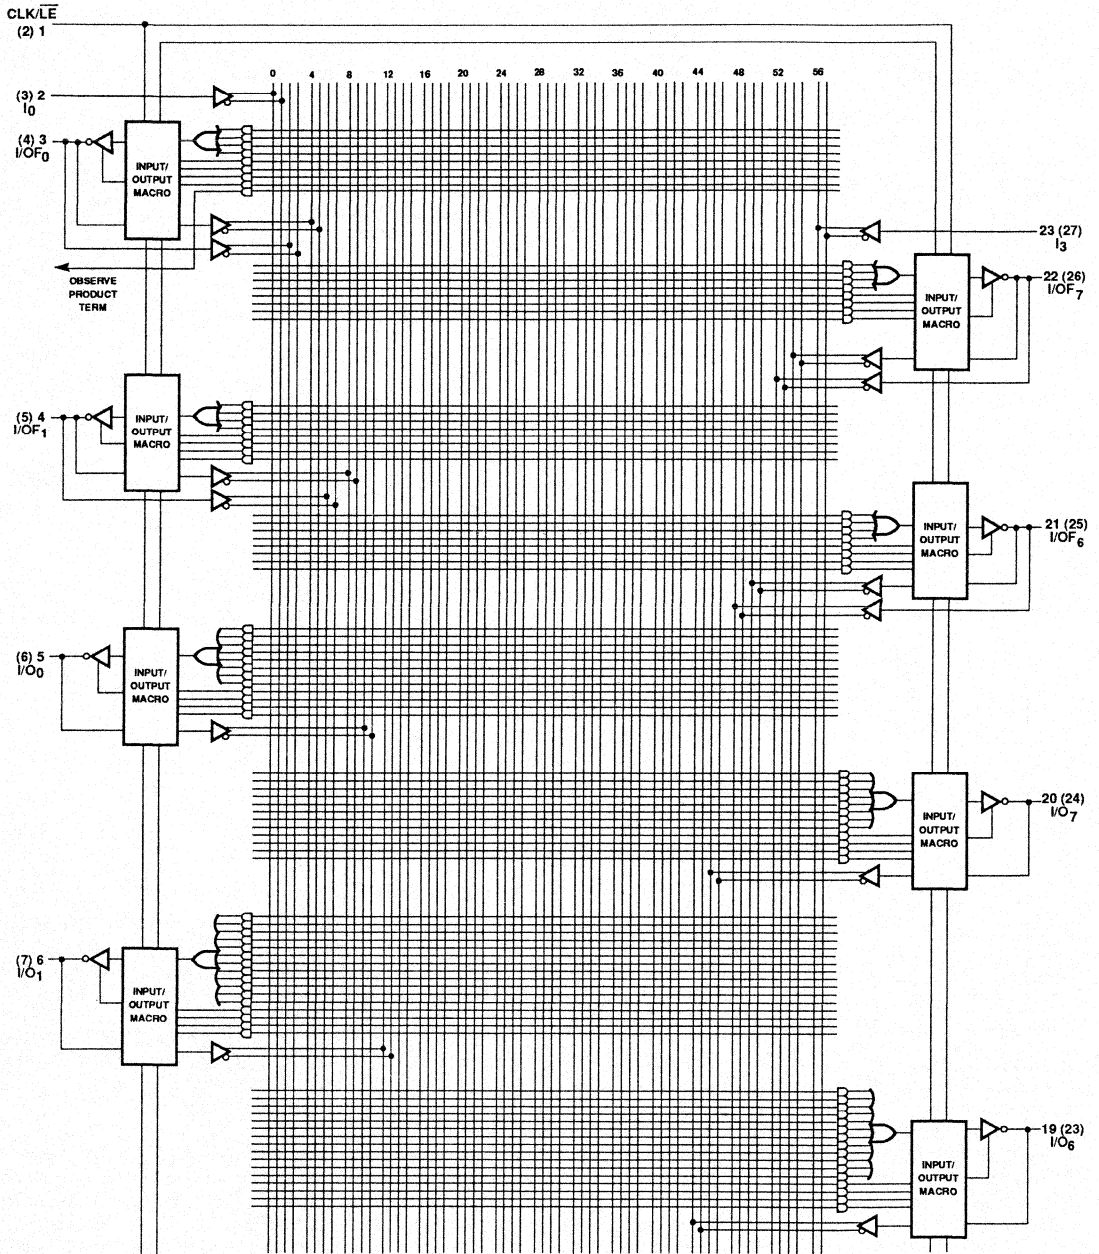 CLK/LE
(2) 1
0 4 8 12 16 20 24 28 32 36 40 44 48 52 56
(3) 2
I0
(4) 3
I/OF0
INPUT/
OUTPUT
MACRO
23 (27)
I3
OBSERVE
PRODUCT
TERM
22 (26)
I/OF7
INPUT/
OUTPUT
MACRO
(5) 4
I/OF1
INPUT/
OUTPUT
MACRO
21 (25)
I/OF6
INPUT/
OUTPUT
MACRO
(6) 5
I/O0
INPUT/
OUTPUT
MACRO
20 (24)
I/O7
INPUT/
OUTPUT
MACRO
(7) 6
I/O1
INPUT/
OUTPUT
MACRO
19 (23)
I/O6
INPUT/
OUTPUT
MACRO